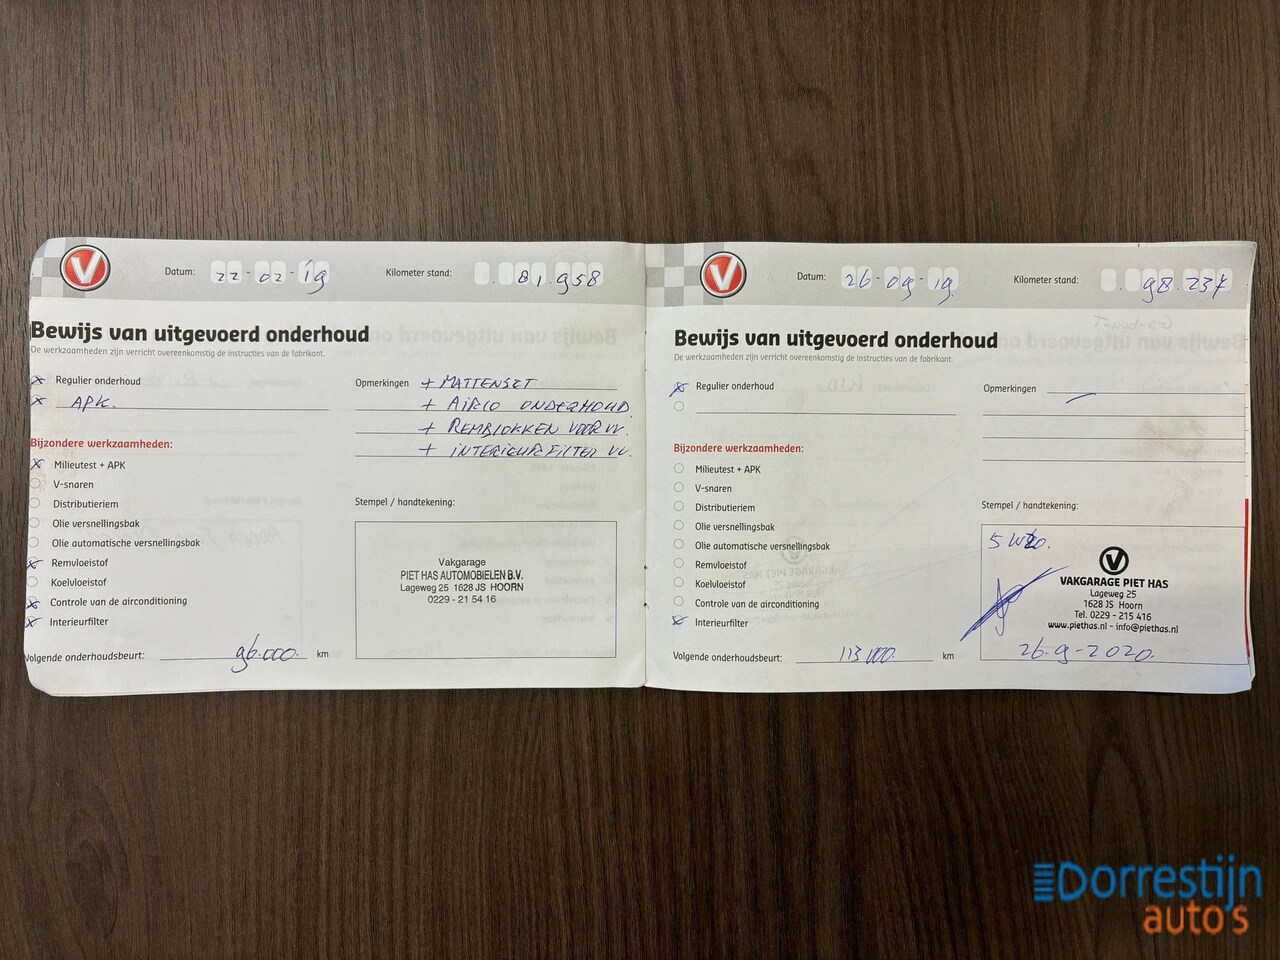 V
Datum: 22-02-19 Kilometer stand: 81.958
Bewijs van uitgevoerd onderhoud
De werkzaamheden zijn verricht overeenkomstig de instructies van de fabrikant.
x Regulier onderhoud
x APK.
Opmerkingen + MATTENSET
+ AIRCO ONDERHOUD
+ REMBLOKKEN VOOR VV.
+ INTERIEURFILTER VV.
Bijzondere werkzaamheden:
x Milieutest + APK
V-snaren
Distributieriem
Olie versnellingsbak
Olie automatische versnellingsbak
x Remvloeistof
Koelvloeistof
x Controle van de airconditioning
x Interieurfilter
Stempel / handtekening:
Vakgarage
PIET HAS AUTOMOBIELEN B.V.
Lageweg 25 1628 JS HOORN
0229 - 21 54 16
Volgende onderhoudsbeurt: 96.000. km
V
Datum: 26-09-19. Kilometer stand: 98.234
Bewijs van uitgevoerd onderhoud
De werkzaamheden zijn verricht overeenkomstig de instructies van de fabrikant.
x Regulier onderhoud
Opmerkingen
Bijzondere werkzaamheden:
Milieutest + APK
V-snaren
Distributieriem
Olie versnellingsbak
Olie automatische versnellingsbak
Remvloeistof
Koelvloeistof
Controle van de airconditioning
x Interieurfilter
Stempel / handtekening:
V
VAKGARAGE PIET HAS
Lageweg 25
1628 JS Hoorn
Tel. 0229 - 215 416
www.piethas.nl - info@piethas.nl
26-9-2020.
Volgende onderhoudsbeurt: 113.000. km
Dorrestijn
auto's